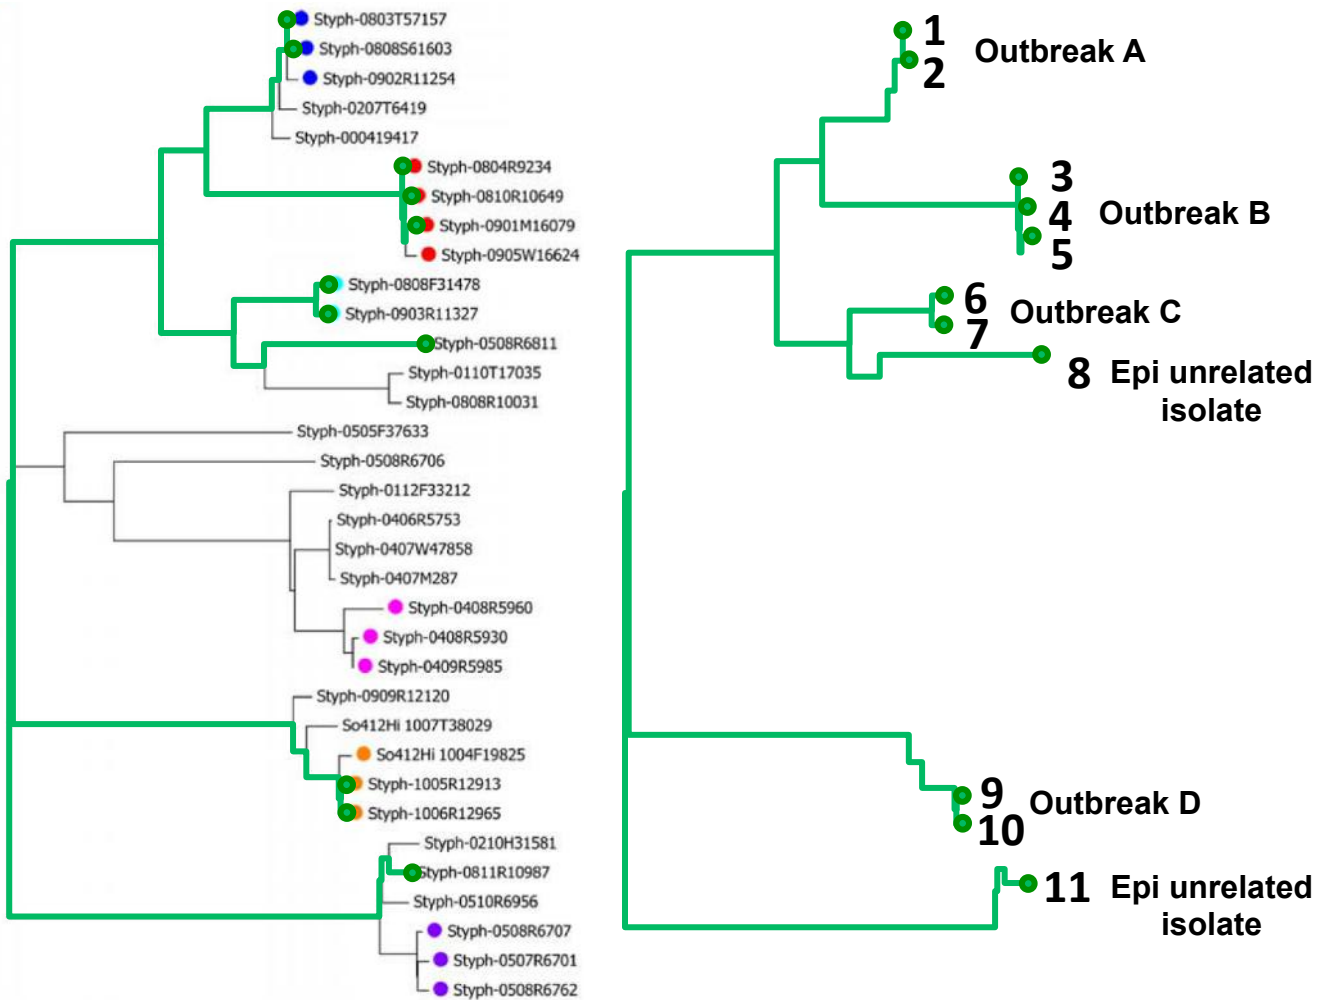 Styph-0803T57157
Styph-0808S61603
Styph-0902R11254
Styph-0207T6419
Styph-000419417
Styph-0804R9234
Styph-0810R10649
Styph-0901M16079
Styph-0905W16624
Styph-0808F31478
Styph-0903R11327
Styph-0508R6811
Styph-0110T17035
Styph-0808R10031
Styph-0505F37633
Styph-0508R6706
Styph-0112F33212
Styph-0406R5753
Styph-0407W47858
Styph-0407M287
Styph-0408R5960
Styph-0408R5930
Styph-0409R5985
Styph-0909R12120
So412Hi 1007T38029
So412Hi 1004F19825
Styph-1005R12913
Styph-1006R12965
Styph-0210H31581
Styph-0811R10987
Styph-0510R6956
Styph-0508R6707
Styph-0507R6701
Styph-0508R6762
1
2
Outbreak A
3
4
5
Outbreak B
6
7
Outbreak C
8
Epi unrelated
isolate
9
10
Outbreak D
11
Epi unrelated
isolate